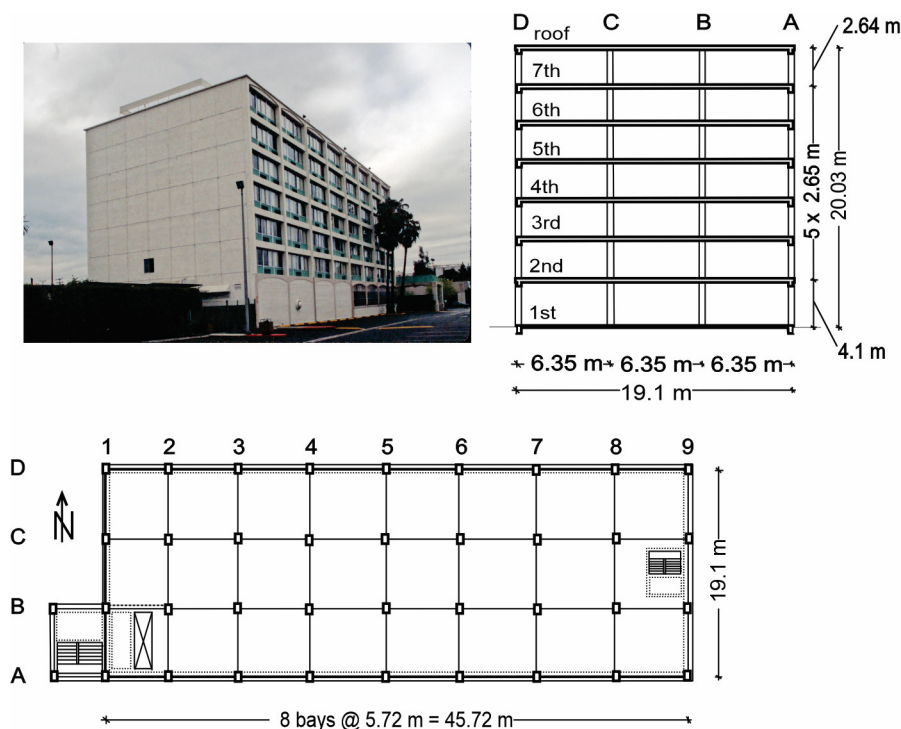 D C B A
roof
7th
6th
5th
4th
3rd
2nd
1st
2.64 m
5 x 2.65 m
20.03 m
4.1 m
6.35 m 6.35 m 6.35 m
19.1 m
1 2 3 4 5 6 7 8 9
D
C
B
A
N
19.1 m
8 bays @ 5.72 m = 45.72 m